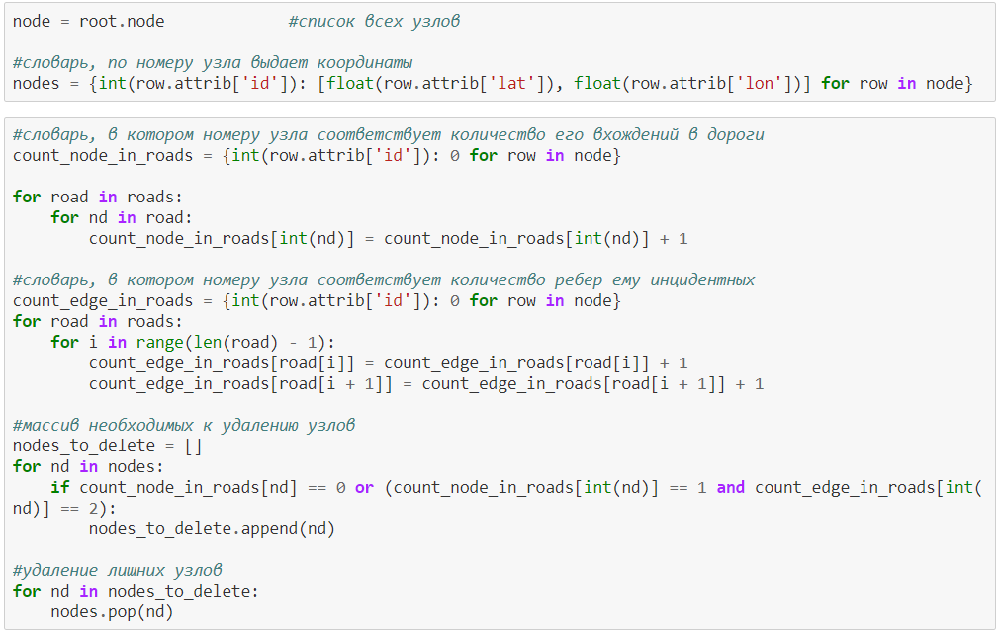 node = root.node             #список всех узлов
#словарь, по номеру узла выдает координаты
nodes = {int(row.attrib['id']): [float(row.attrib['lat']), float(row.attrib['lon'])] for row in node}
#словарь, в котором номеру узла соответствует количество его вхождений в дороги
count_node_in_roads = {int(row.attrib['id']): 0 for row in node}
for road in roads:
    for nd in road:
        count_node_in_roads[int(nd)] = count_node_in_roads[int(nd)] + 1
#словарь, в котором номеру узла соответствует количество ребер ему инцидентных
count_edge_in_roads = {int(row.attrib['id']): 0 for row in node}
for road in roads:
    for i in range(len(road) - 1):
        count_edge_in_roads[road[i]] = count_edge_in_roads[road[i]] + 1
        count_edge_in_roads[road[i + 1]] = count_edge_in_roads[road[i + 1]] + 1
#массив необходимых к удалению узлов
nodes_to_delete = []
for nd in nodes:
    if count_node_in_roads[nd] == 0 or (count_node_in_roads[int(nd)] == 1 and count_edge_in_roads[int(
nd)] == 2):
        nodes_to_delete.append(nd)
#удаление лишних узлов
for nd in nodes_to_delete:
    nodes.pop(nd)